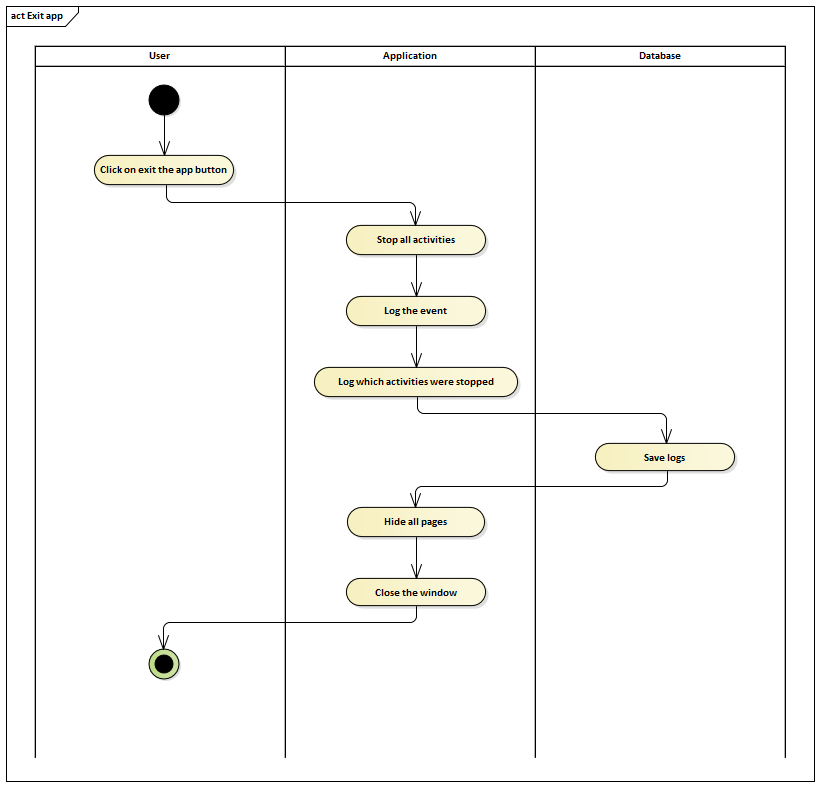 act Exit app
User
Application
Database
Click on exit the app button
Stop all activities
Log the event
Log which activities were stopped
Save logs
Hide all pages
Close the window